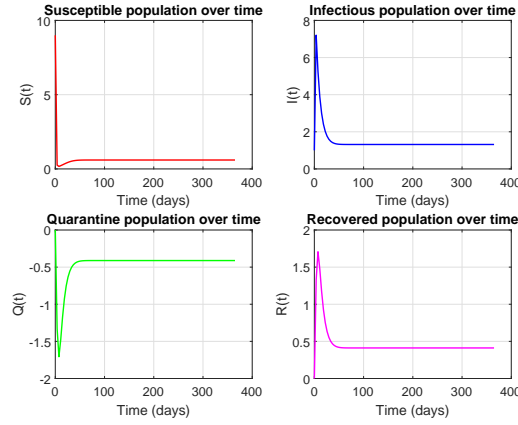 Susceptible population over time
10
5
0
S(t)
0 100 200 300 400
Time (days)
Infectious population over time
8
6
4
2
0
I(t)
0 100 200 300 400
Time (days)
Quarantine population over time
0
-0.5
-1
-1.5
-2
Q(t)
0 100 200 300 400
Time (days)
Recovered population over time
2
1.5
1
0.5
0
R(t)
0 100 200 300 400
Time (days)